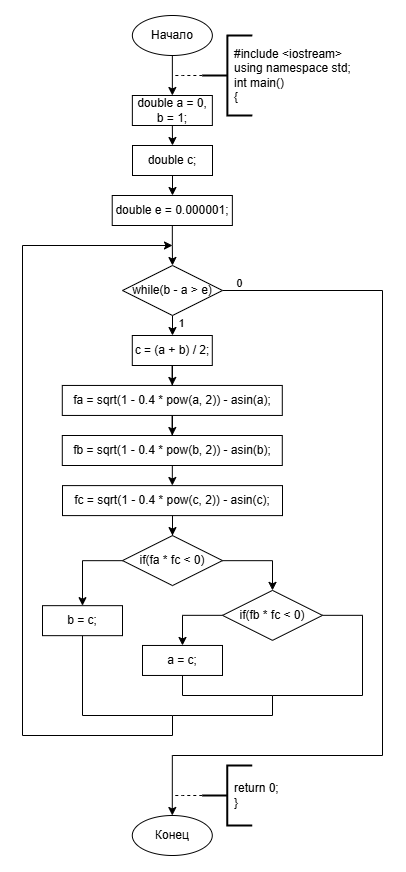 Начало
#include <iostream>
using namespace std;
int main()
{
double a = 0,
b = 1;
double c;
double e = 0.000001;
while(b - a > e)
0
1
c = (a + b) / 2;
fa = sqrt(1 - 0.4 * pow(a, 2)) - asin(a);
fb = sqrt(1 - 0.4 * pow(b, 2)) - asin(b);
fc = sqrt(1 - 0.4 * pow(c, 2)) - asin(c);
if(fa * fc < 0)
b = c;
if(fb * fc < 0)
a = c;
return 0;
}
Конец